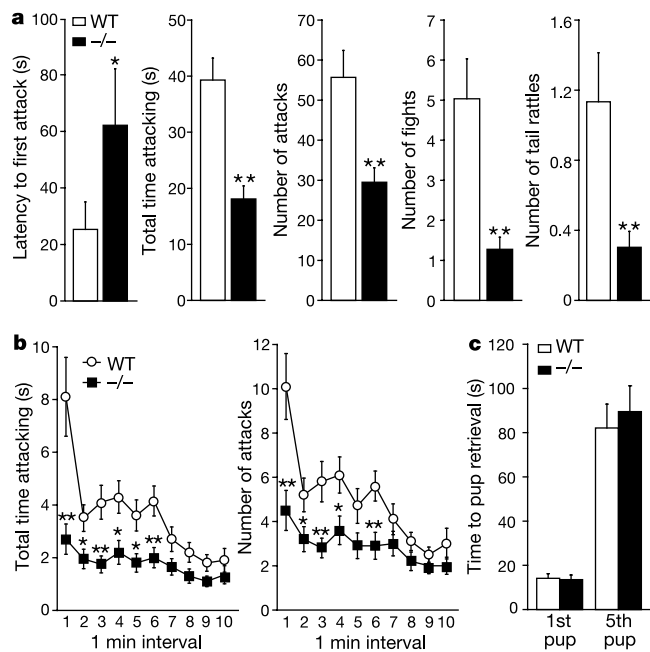 a
WT
–/–
Latency to first attack (s)
100
80
60
40
20
0
*
Total time attacking (s)
50
40
30
20
10
0
**
Number of attacks
70
60
50
40
30
20
10
0
**
Number of fights
7
6
5
4
3
2
1
0
**
Number of tail rattles
1.6
1.2
0.8
0.4
0
**
b
WT
–/–
Total time attacking (s)
10
8
6
4
2
0
** * ** * * **
1 2 3 4 5 6 7 8 9 10
1 min interval
Number of attacks
12
10
8
6
4
2
0
** * ** * **
1 2 3 4 5 6 7 8 9 10
1 min interval
c
WT
–/–
Time to pup retrieval (s)
120
100
80
60
40
20
0
1st
pup
5th
pup